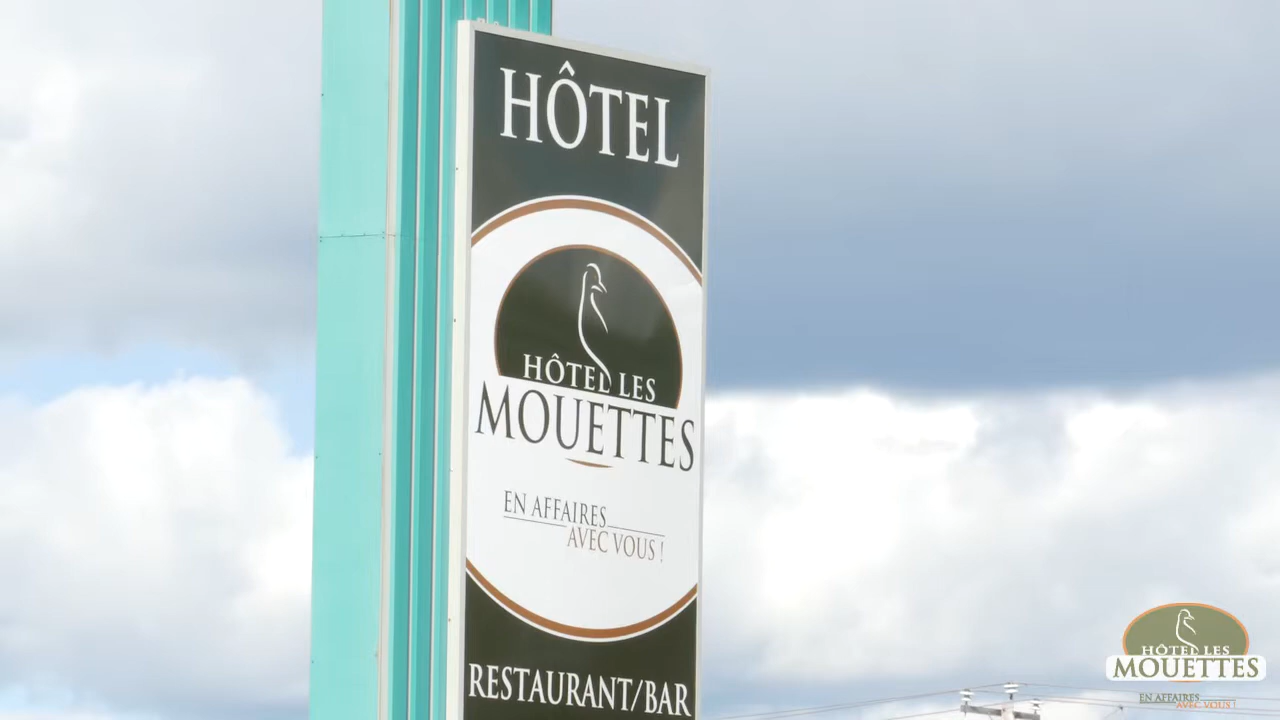 HÔTEL
HÔTEL LES
MOUETTES
EN AFFAIRES
AVEC VOUS !
RESTAURANT/BAR
HÔTEL LES
MOUETTES
EN AFFAIRES
AVEC VOUS !